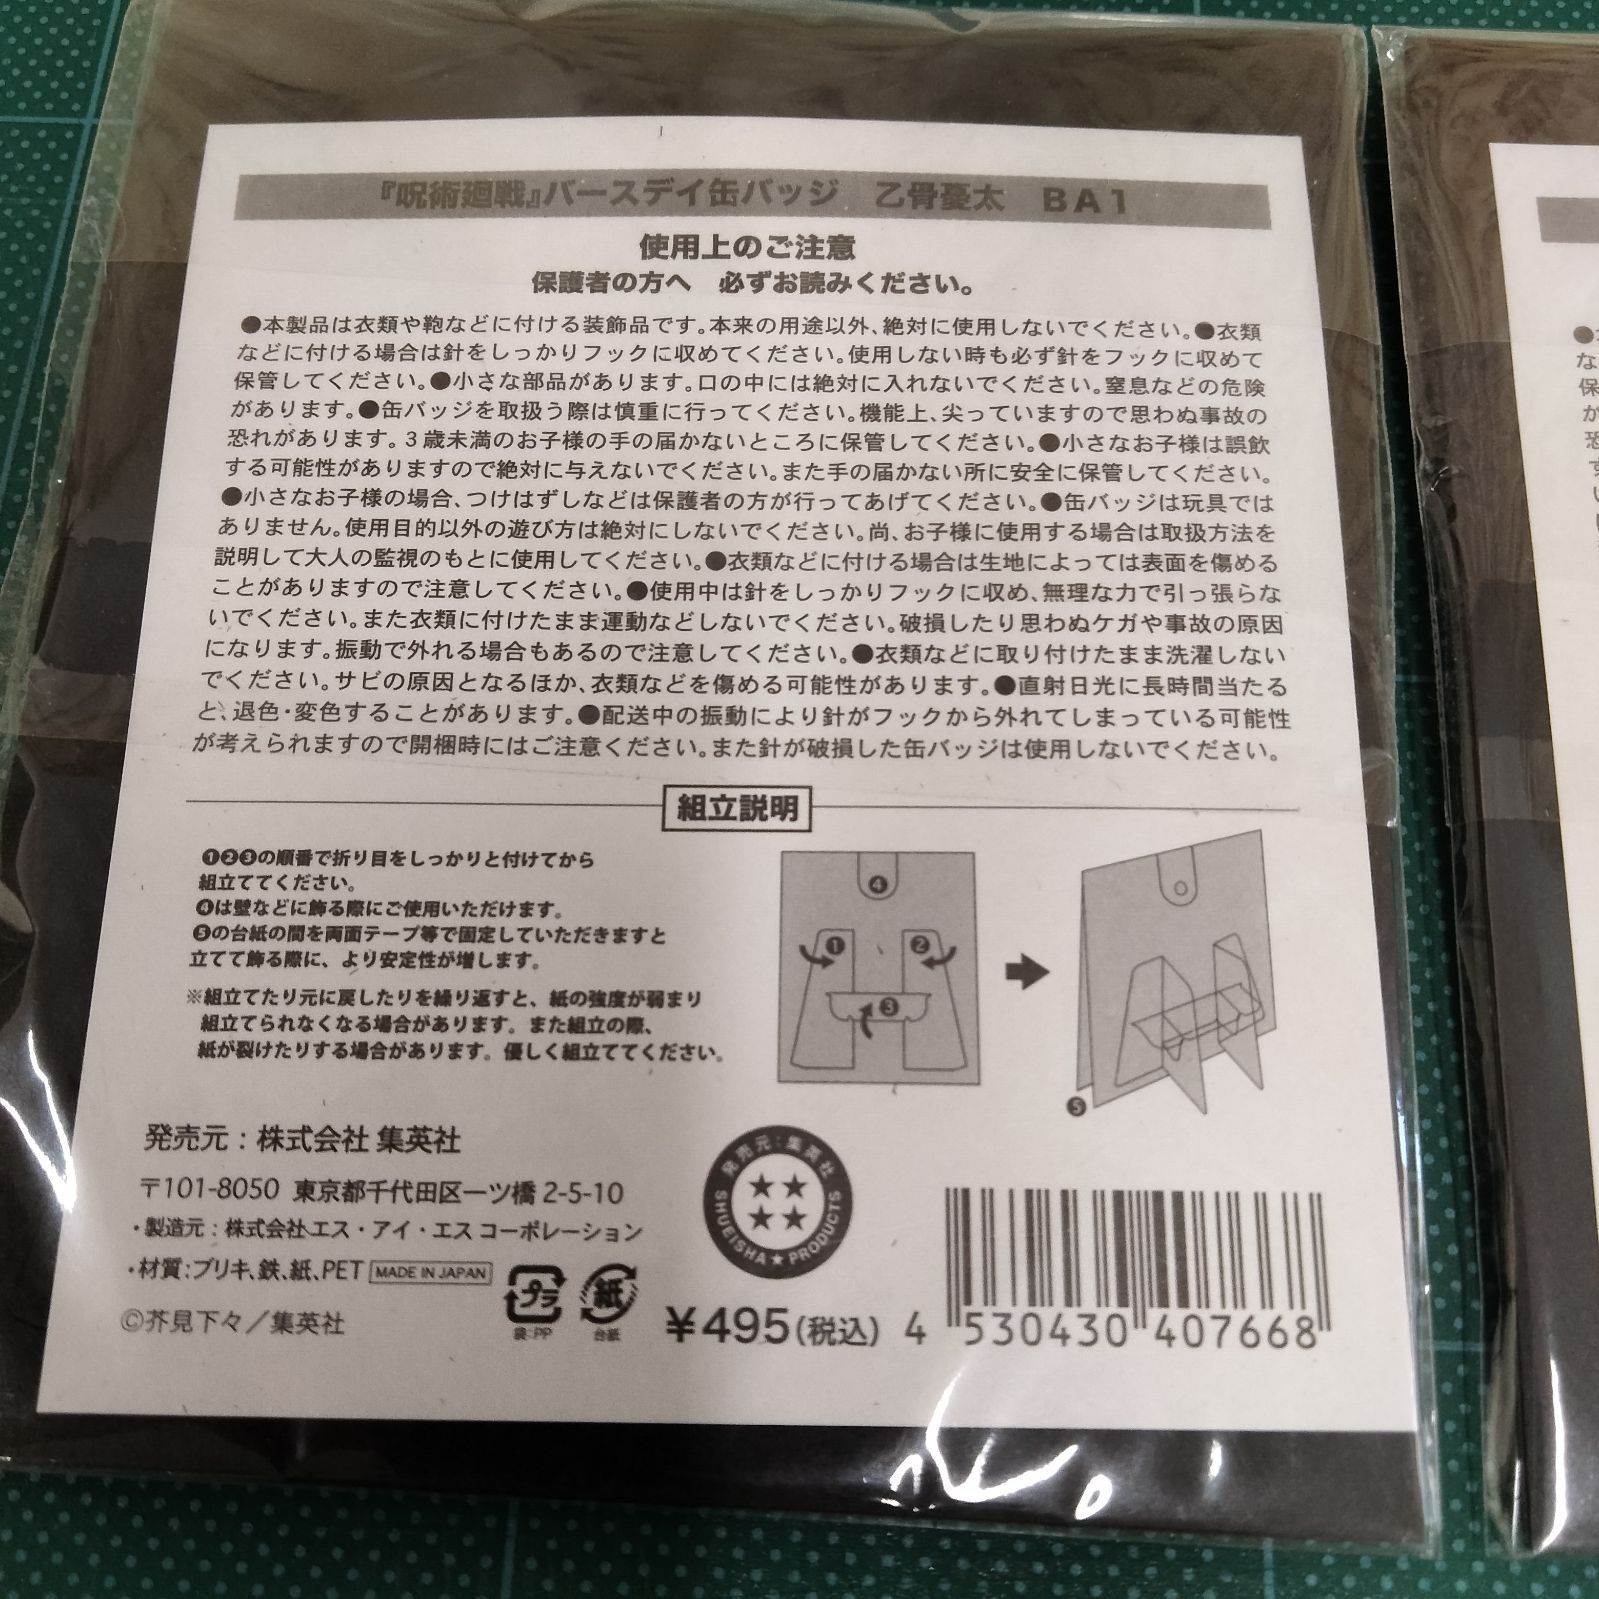 『呪術廻戦』バースデイ缶バッジ　乙骨憂太　BA1
使用上のご注意
保護者の方へ　必ずお読みください。
●本製品は衣類や鞄などに付ける装飾品です。本来の用途以外、絶対に使用しないでください。●衣類
などに付ける場合は針をしっかりフックに収めてください。使用しない時も必ず針をフックに収めて
保管してください。●小さな部品があります。口の中には絶対に入れないでください。窒息などの危険
があります。●缶バッジを取扱う際は慎重に行ってください。機能上、尖っていますので思わぬ事故の
恐れがあります。3歳未満のお子様の手の届かないところに保管してください。●小さなお子様は誤飲
する可能性がありますので絶対に与えないでください。また手の届かない所に安全に保管してください。
●小さなお子様の場合、つけはずしなどは保護者の方が行ってあげてください。●缶バッジは玩具では
ありません。使用目的以外の遊び方は絶対にしないでください。尚、お子様に使用する場合は取扱方法を
説明して大人の監視のもとに使用してください。●衣類などに付ける場合は生地によっては表面を傷める
ことがありますので注意してください。●使用中は針をしっかりフックに収め、無理な力で引っ張らな
いでください。また衣類に付けたまま運動などしないでください。破損したり思わぬケガや事故の原因
になります。振動で外れる場合もあるので注意してください。●衣類などに取り付けたまま洗濯しない
でください。サビの原因となるほか、衣類などを傷める可能性があります。●直射日光に長時間当たる
と、退色・変色することがあります。●配送中の振動により針がフックから外れてしまっている可能性
が考えられますので開梱時にはご注意ください。また針が破損した缶バッジは使用しないでください。
組立説明
❶❷❸の順番で折り目をしっかりと付けてから
組立ててください。
❹は壁などに飾る際にご使用いただけます。
❺の台紙の間を両面テープ等で固定していただきますと
立てて飾る際に、より安定性が増します。
※組立てたり元に戻したりを繰り返すと、紙の強度が弱まり
組立てられなくなる場合があります。また組立の際、
紙が裂けたりする場合があります。優しく組立ててください。
❹
❶ ❷
❸
❺
発売元：株式会社 集英社
〒101-8050 東京都千代田区一ツ橋 2-5-10
・製造元：株式会社エス・アイ・エス コーポレーション
・材質:ブリキ、鉄、紙、PET MADE IN JAPAN
©芥見下々／集英社
プラ 紙
袋:PP 台紙
発売元：集英社
SHUEISHA★PRODUCTS
¥495(税込)
4 530430 407668